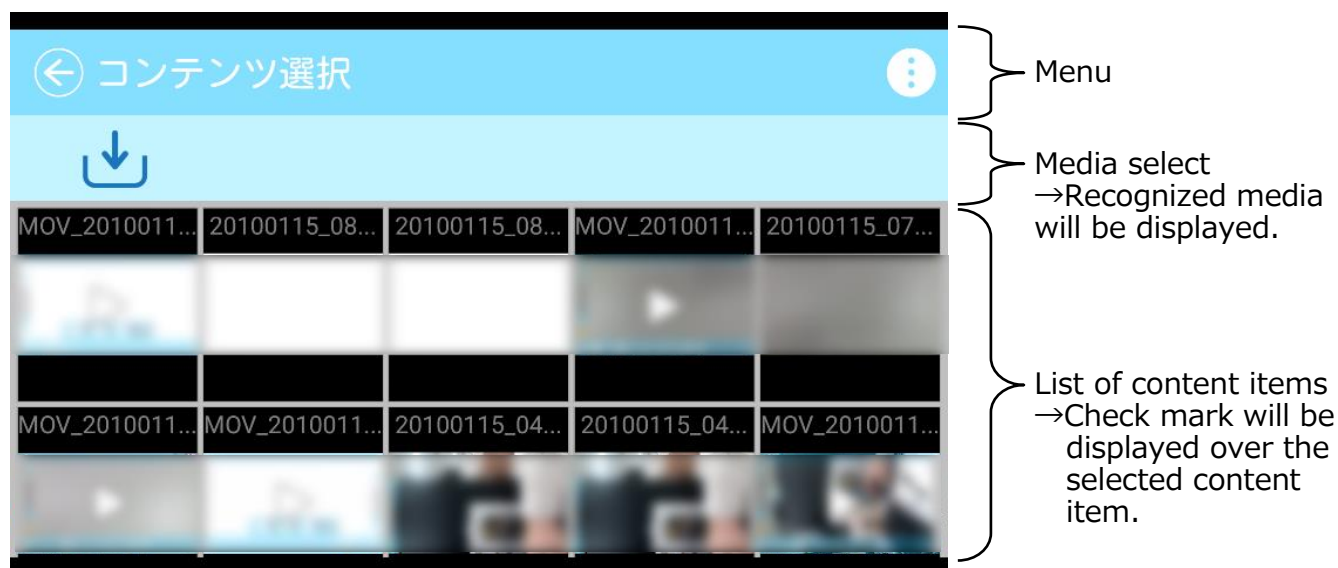 コンテンツ選択
Menu
Media select
→Recognized media
will be displayed.
MOV_2010011... 20100115_08... 20100115_08... MOV_2010011... 20100115_07...
List of content items
→Check mark will be
displayed over the
selected content
item.
MOV_2010011... MOV_2010011... 20100115_04... 20100115_04... MOV_2010011...